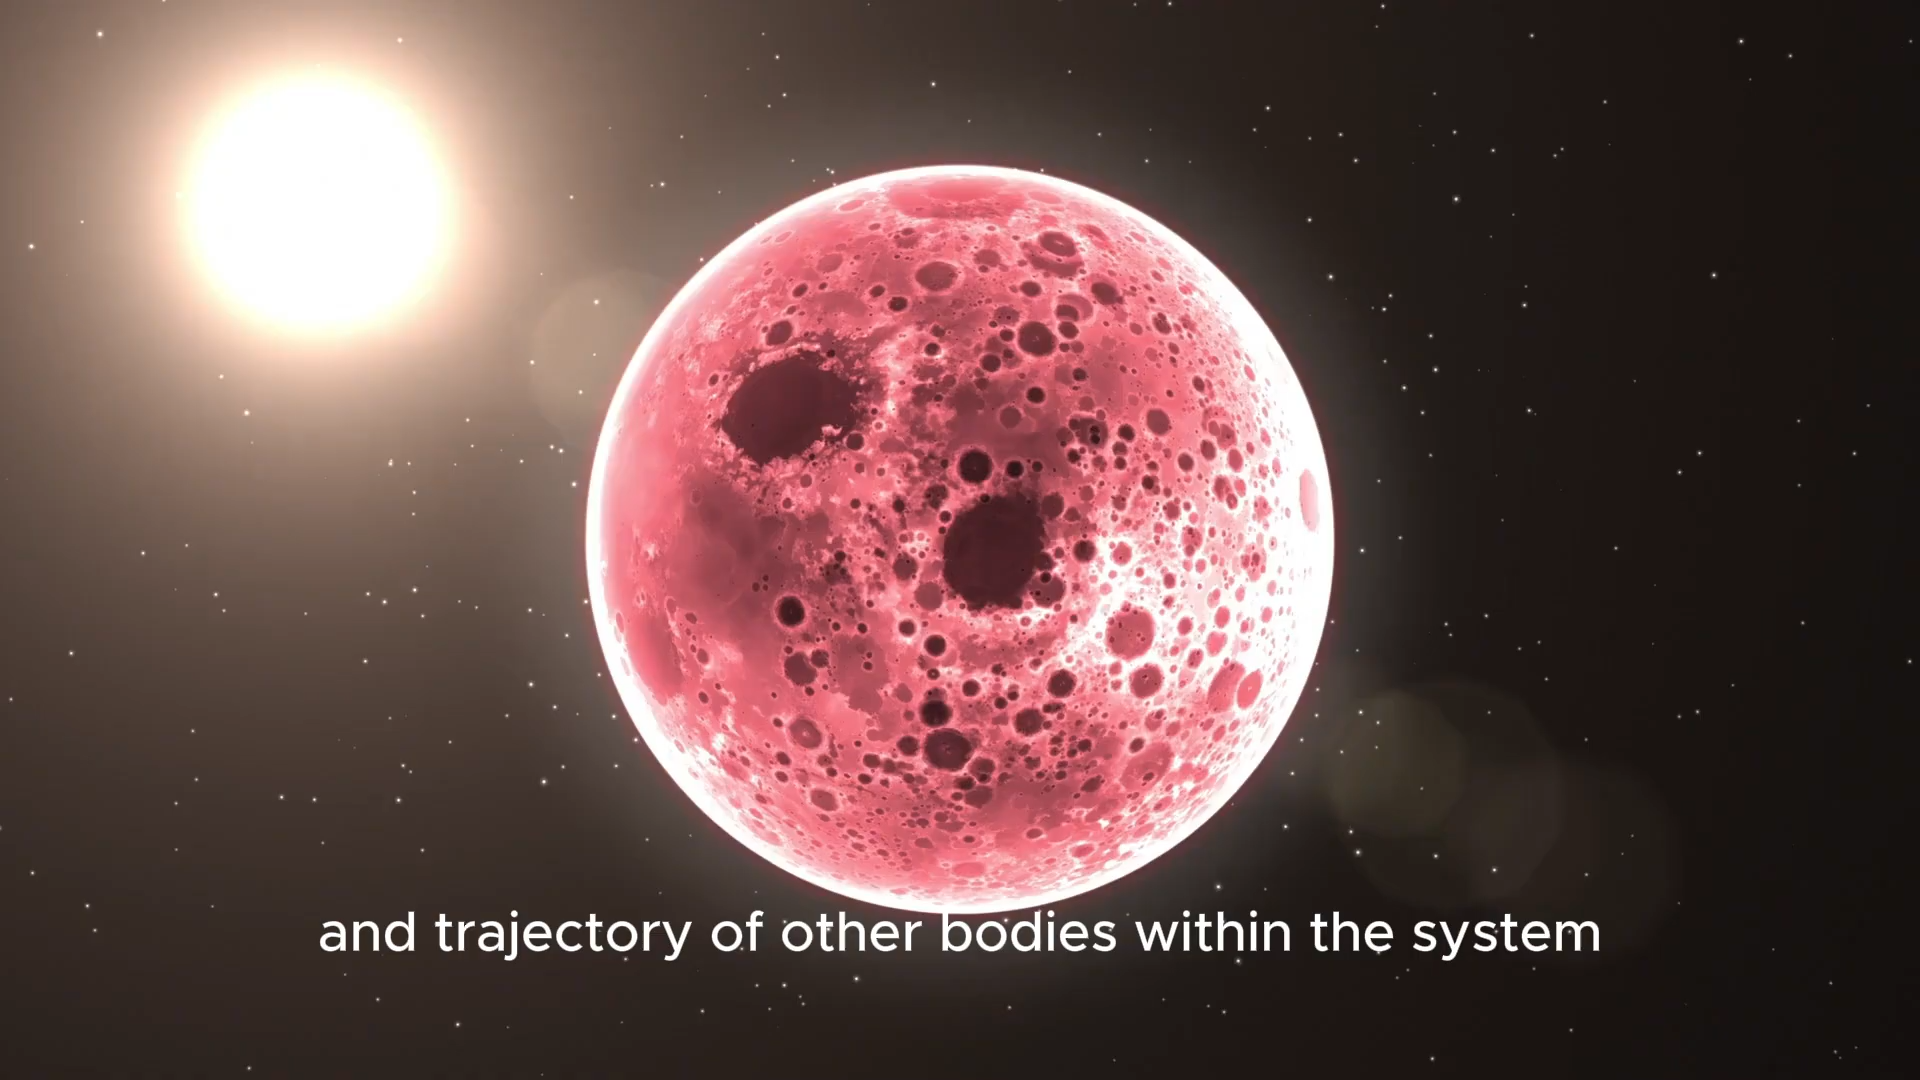 and trajectory of other bodies within the system